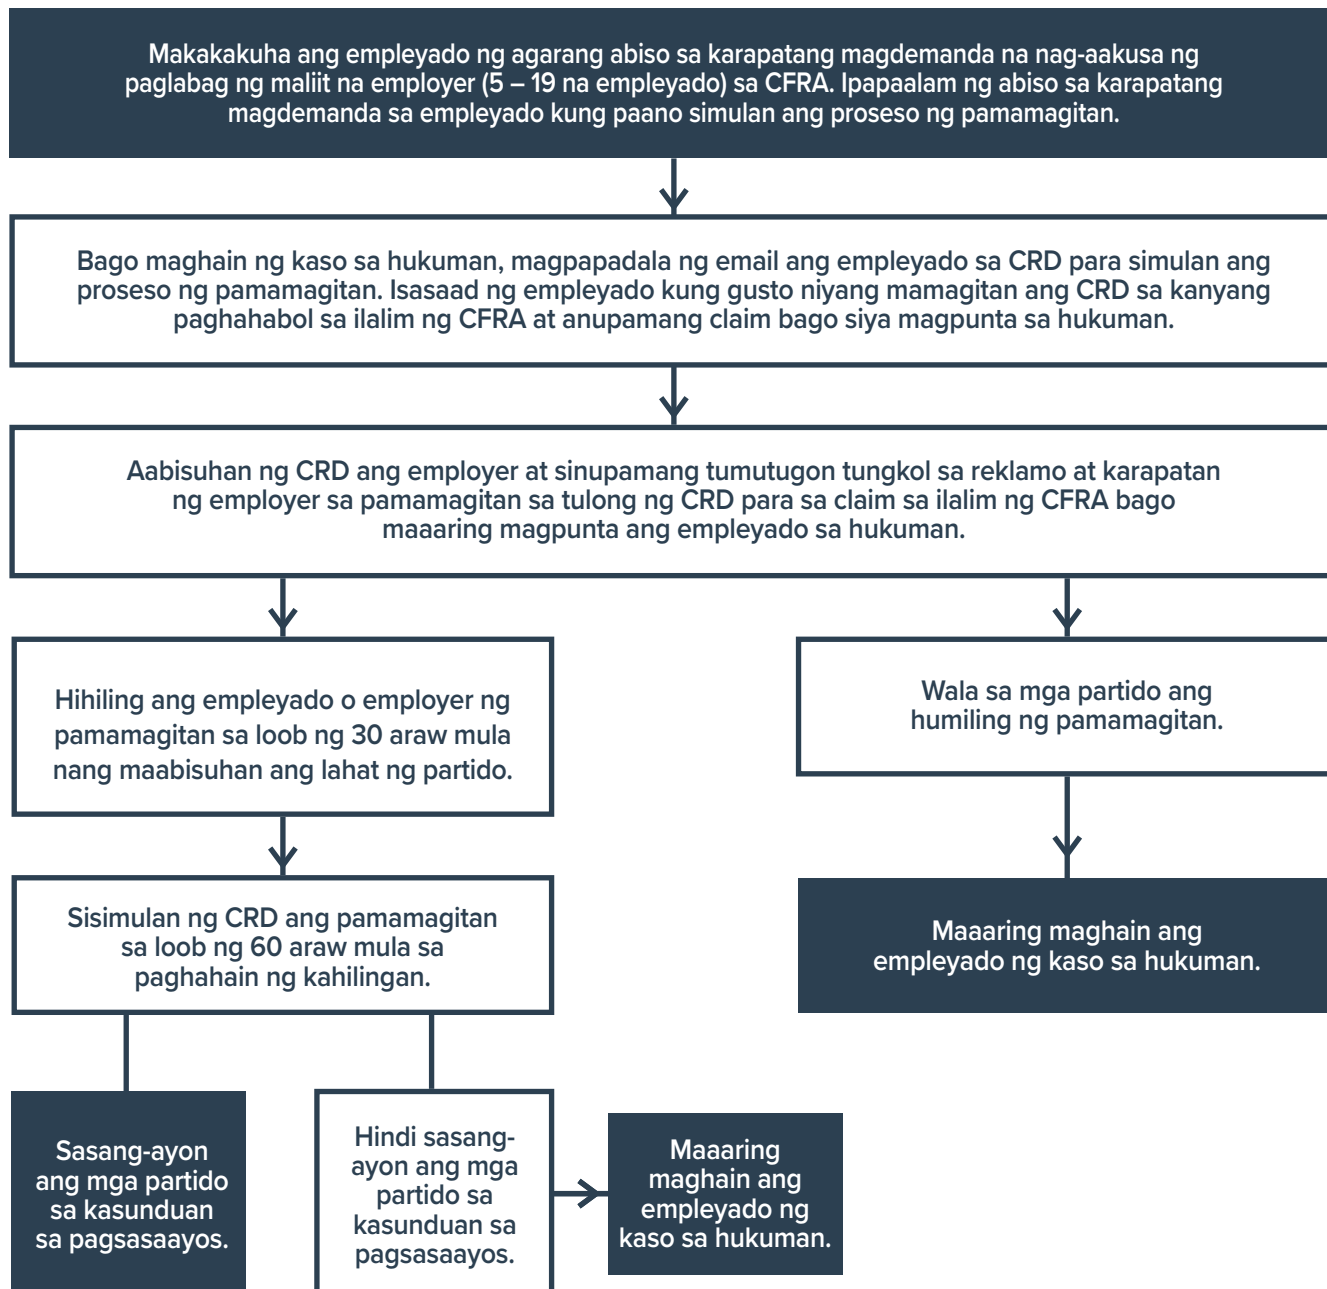 Makakakuha ang empleyado ng agarang abiso sa karapatang magdemanda na nag-aakusa ng
paglabag ng maliit na employer (5 – 19 na empleyado) sa CFRA. Ipapaalam ng abiso sa karapatang
magdemanda sa empleyado kung paano simulan ang proseso ng pamamagitan.
Bago maghain ng kaso sa hukuman, magpapadala ng email ang empleyado sa CRD para simulan ang
proseso ng pamamagitan. Isasaad ng empleyado kung gusto niyang mamagitan ang CRD sa kanyang
paghahabol sa ilalim ng CFRA at anupamang claim bago siya magpunta sa hukuman.
Aabisuhan ng CRD ang employer at sinupamang tumutugon tungkol sa reklamo at karapatan
ng employer sa pamamagitan sa tulong ng CRD para sa claim sa ilalim ng CFRA bago
maaaring magpunta ang empleyado sa hukuman.
Hihiling ang empleyado o employer ng
pamamagitan sa loob ng 30 araw mula
nang maabisuhan ang lahat ng partido.
Wala sa mga partido ang
humiling ng pamamagitan.
Sisimulan ng CRD ang pamamagitan
sa loob ng 60 araw mula sa
paghahain ng kahilingan.
Maaaring maghain ang
empleyado ng kaso sa hukuman.
Sasang-ayon
ang mga partido
sa kasunduan
sa pagsasaayos.
Hindi sasang-
ayon ang mga
partido sa
kasunduan sa
pagsasaayos.
Maaaring
maghain ang
empleyado ng
kaso sa hukuman.